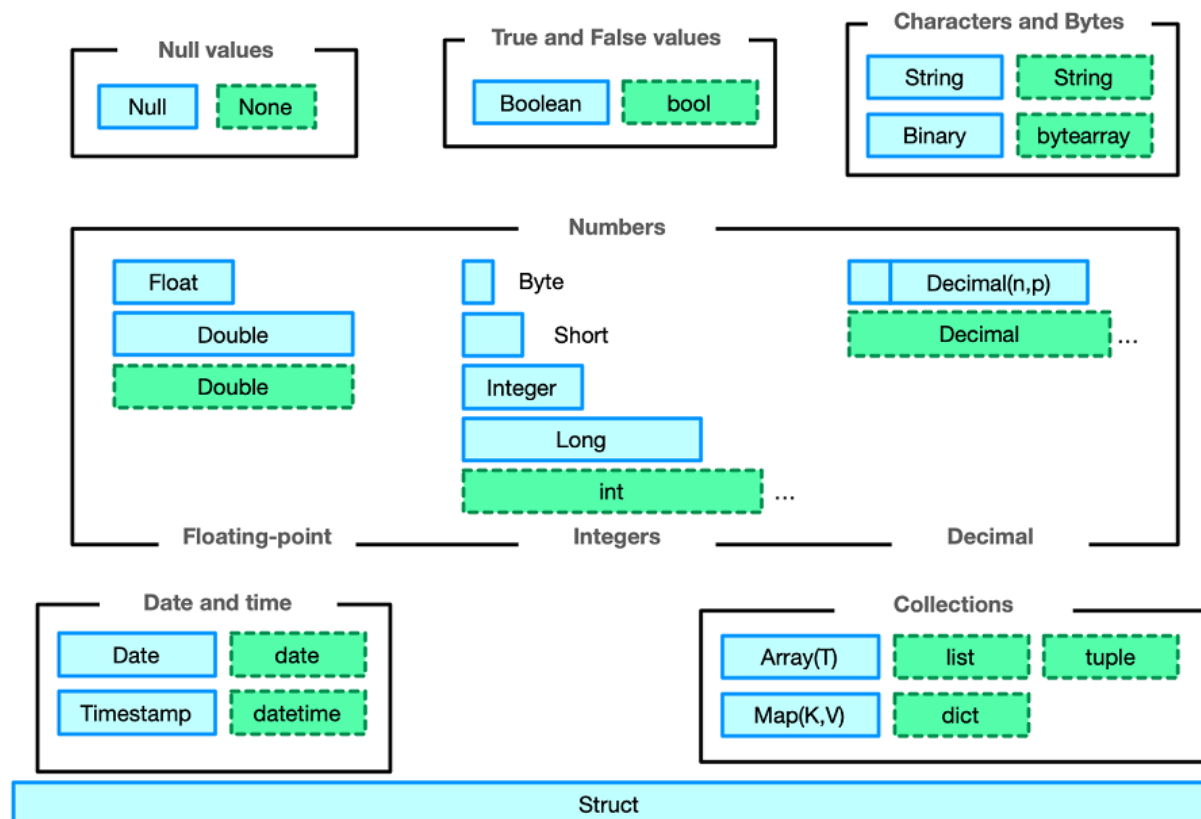 Null values
Null None
True and False values
Boolean bool
Characters and Bytes
String String
Binary bytearray
Numbers
Float
Double
Double
Floating-point
Byte
Short
Integer
Long
int ...
Integers
Decimal(n,p)
Decimal ...
Decimal
Date and time
Date date
Timestamp datetime
Collections
Array(T) list tuple
Map(K,V) dict
Struct